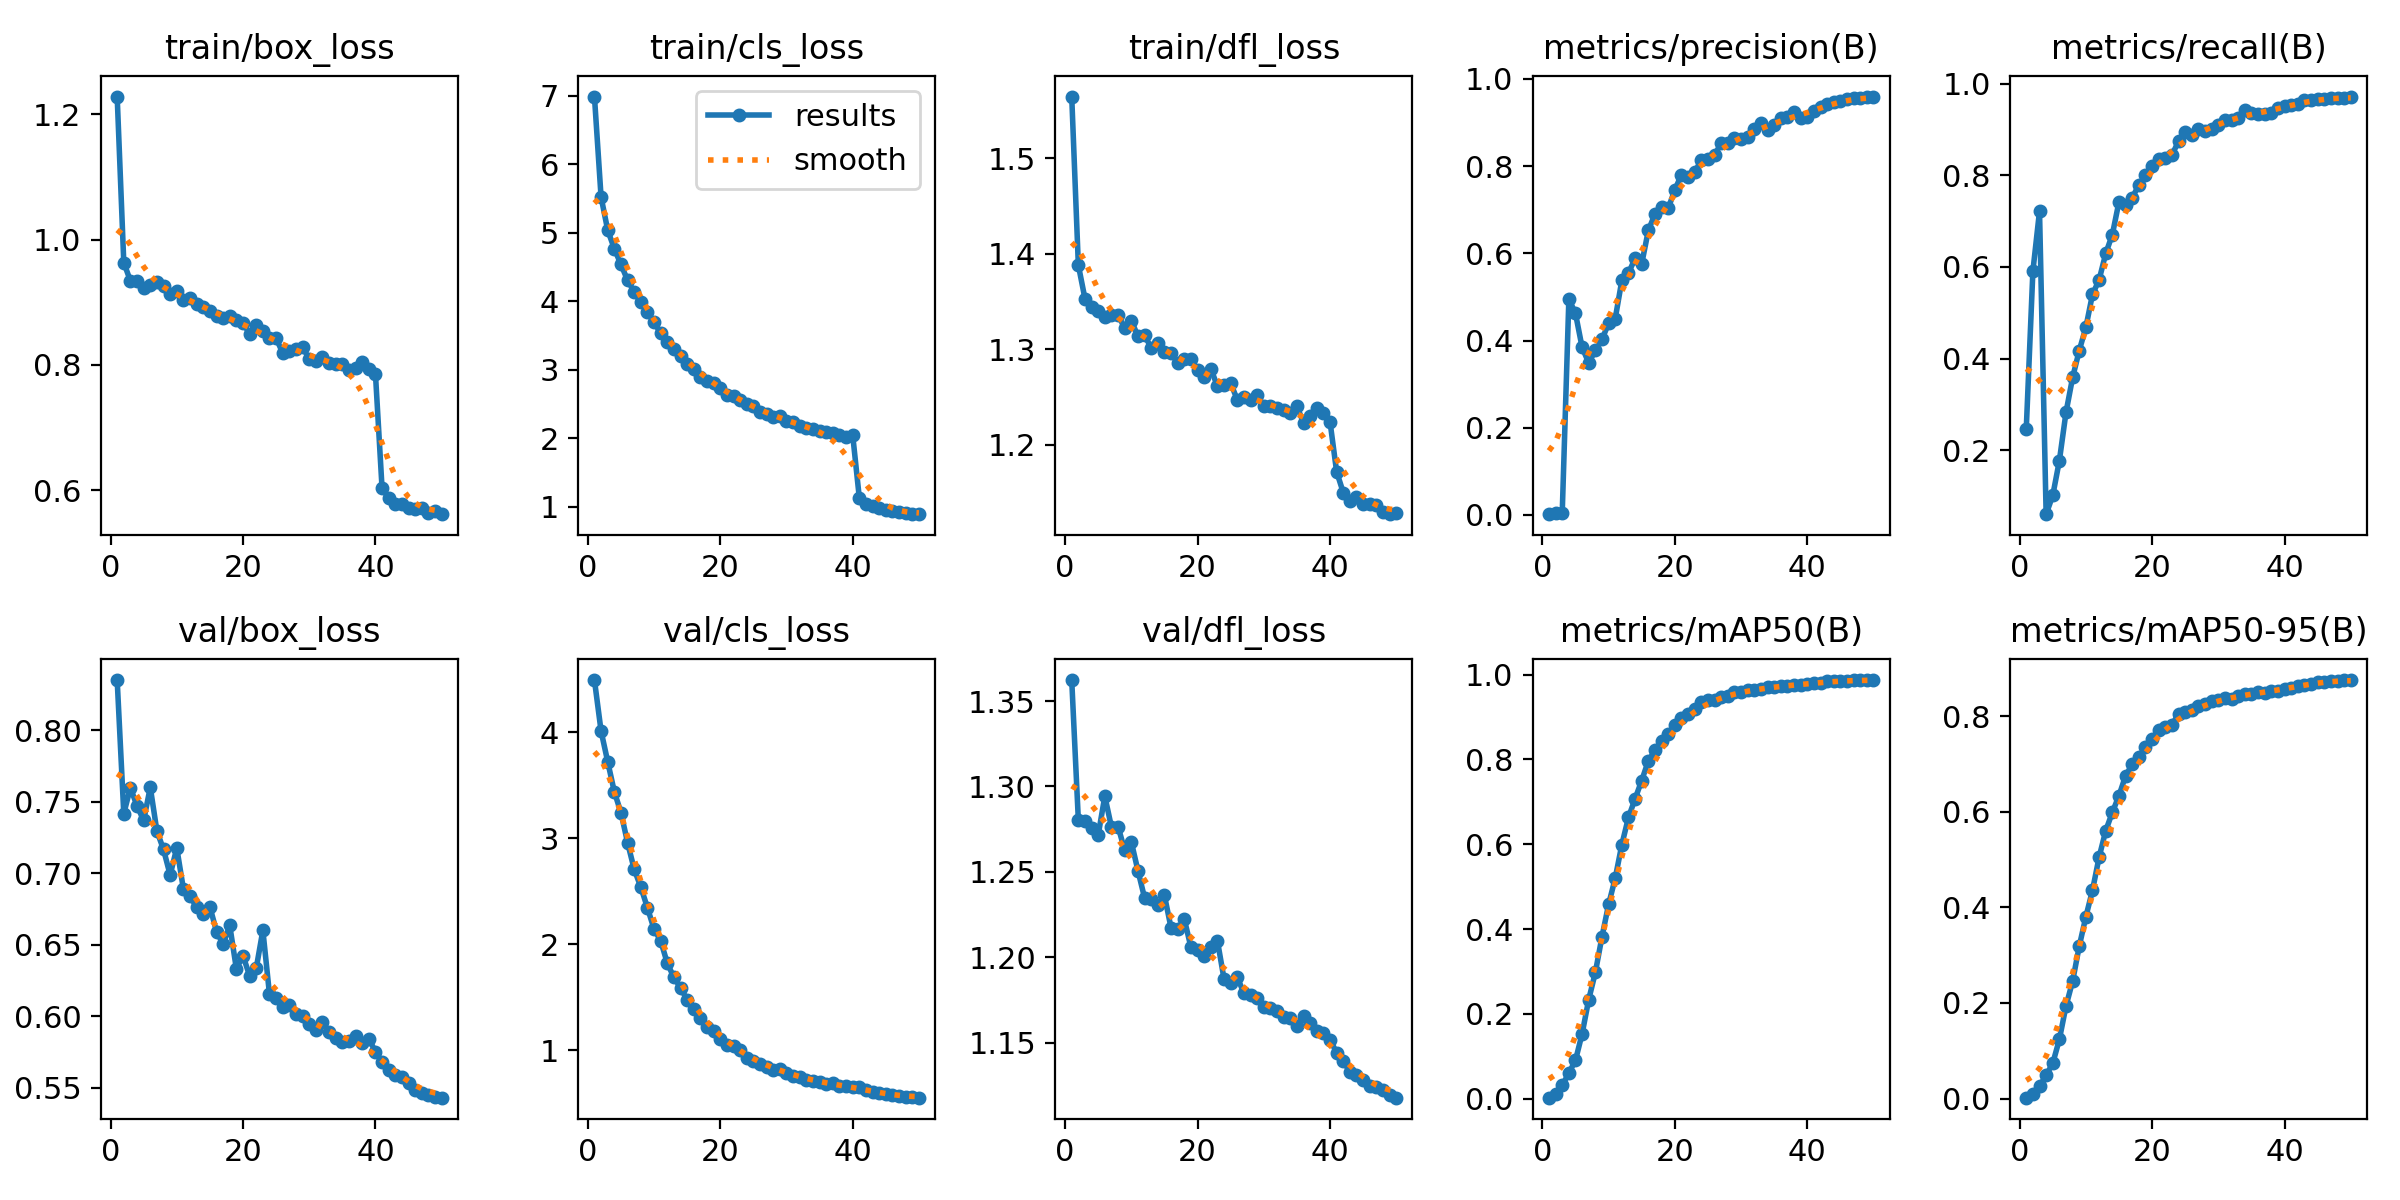 train/box_loss
1.2
1.0
0.8
0.6
0 20 40
train/cls_loss
results
smooth
7
6
5
4
3
2
1
0 20 40
train/dfl_loss
1.5
1.4
1.3
1.2
0 20 40
metrics/precision(B)
1.0
0.8
0.6
0.4
0.2
0.0
0 20 40
metrics/recall(B)
1.0
0.8
0.6
0.4
0.2
0 20 40
val/box_loss
0.80
0.75
0.70
0.65
0.60
0.55
0 20 40
val/cls_loss
4
3
2
1
0 20 40
val/dfl_loss
1.35
1.30
1.25
1.20
1.15
0 20 40
metrics/mAP50(B)
1.0
0.8
0.6
0.4
0.2
0.0
0 20 40
metrics/mAP50-95(B)
0.8
0.6
0.4
0.2
0.0
0 20 40